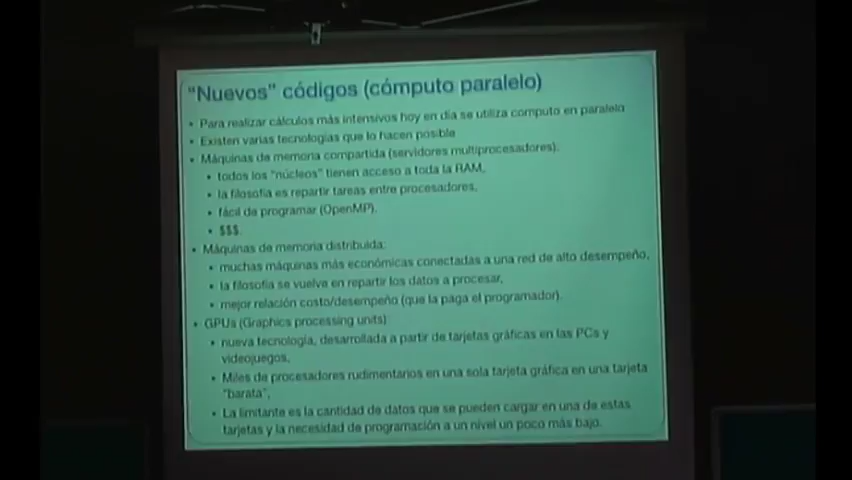 "Nuevos" códigos (cómputo paralelo)
• Para realizar cálculos más intensivos hoy en día se utiliza computo en paralelo
• Existen varias tecnologías que lo hacen posible
• Máquinas de memoria compartida (servidores multiprocesadores).
• todos los "núcleos" tienen acceso a toda la RAM,
• la filosofía es repartir tareas entre procesadores,
• fácil de programar (OpenMP).
• $$$.
• Máquinas de memoria distribuida:
• muchas máquinas más económicas conectadas a una red de alto desempeño,
• la filosofía se vuelve en repartir los datos a procesar,
• mejor relación costo/desempeño (que la paga el programador).
• GPUs (Graphics processing units)
• nueva tecnología, desarrollada a partir de tarjetas gráficas en las PCs y
videojuegos,
• Miles de procesadores rudimentarios en una sola tarjeta gráfica en una tarjeta
"barata",
• La limitante es la cantidad de datos que se pueden cargar en una de estas
tarjetas y la necesidad de programación a un nivel un poco más bajo.